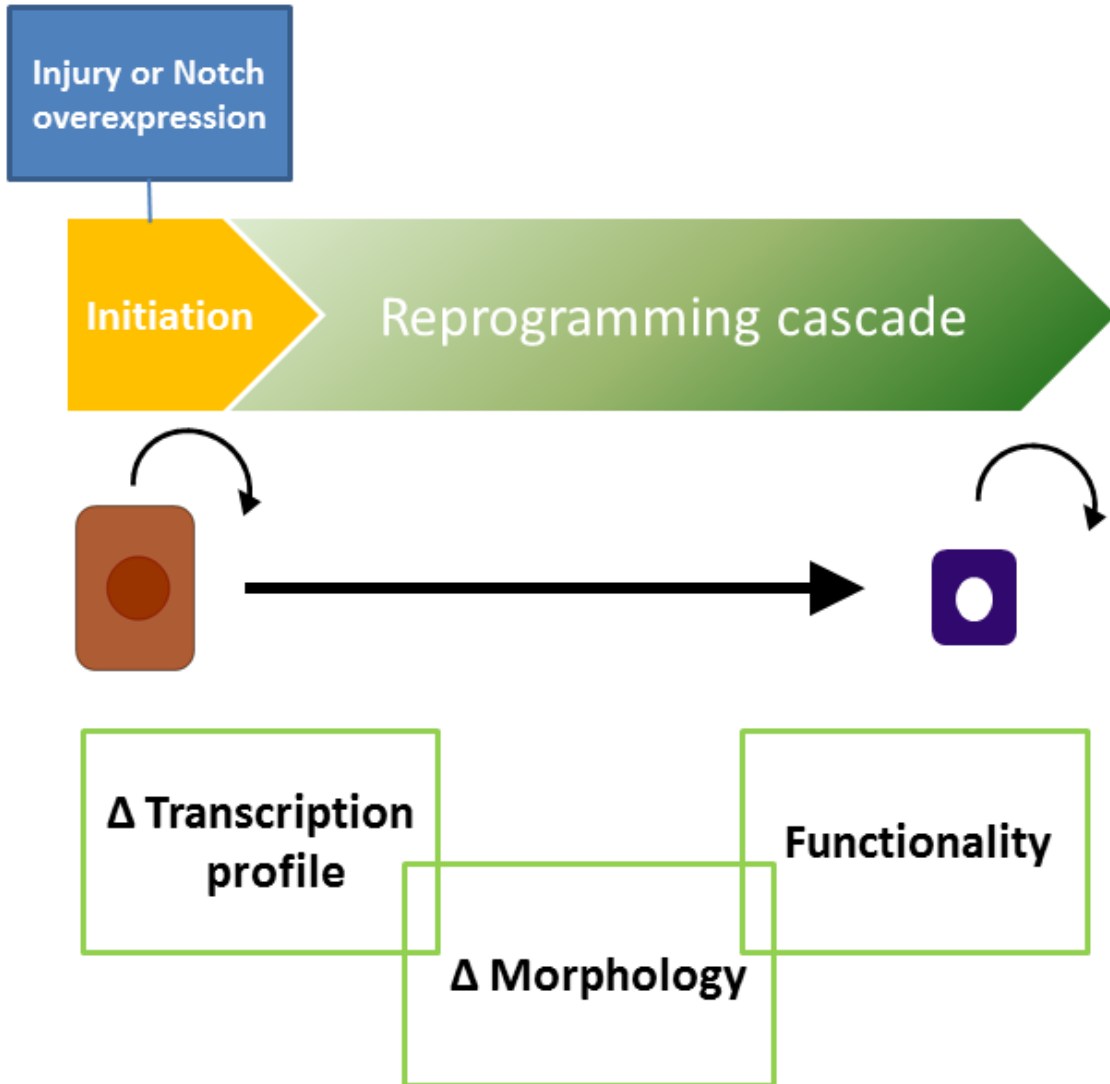 Injury or Notch
overexpression
Initiation
Reprogramming cascade
Δ Transcription
profile
Functionality
Δ Morphology